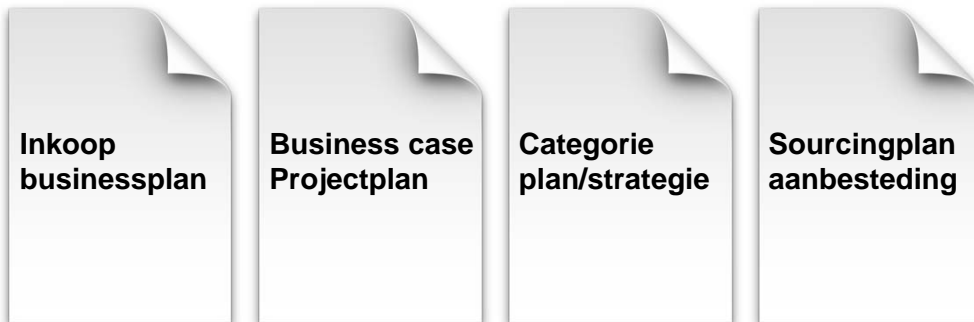 Inkoop
businessplan
Business case
Projectplan
Categorie
plan/strategie
Sourcingplan
aanbesteding